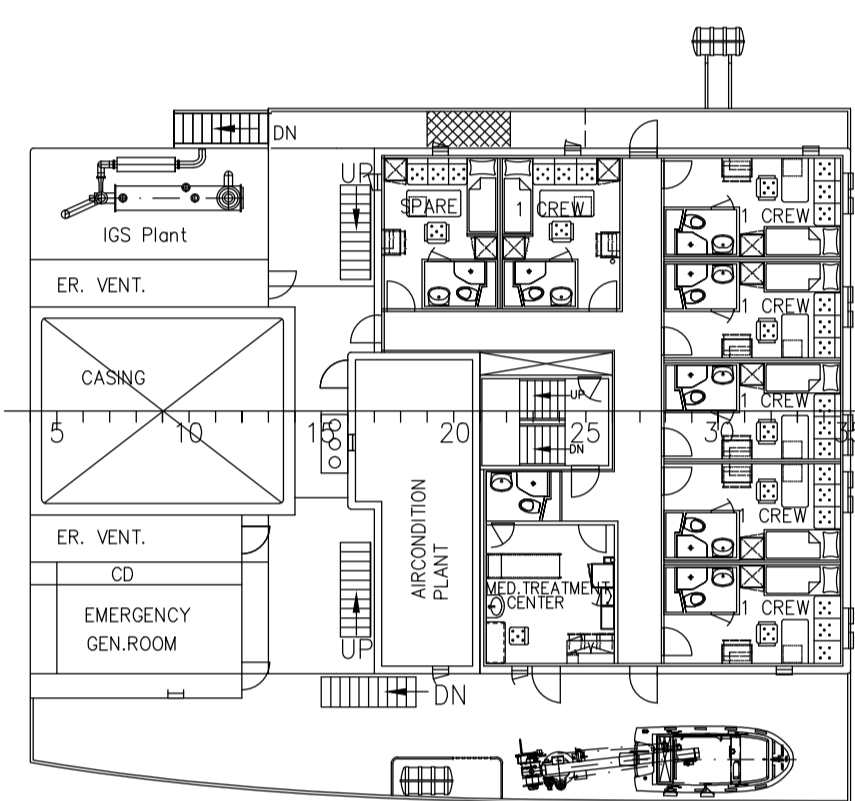 DN
UP
SPARE
1 CREW
1 CREW
IGS Plant
ER. VENT.
1 CREW
CASING
UP
1 CREW
5
10
15
20
25
30
DN
AIRCONDITION
PLANT
1 CREW
ER. VENT.
CD
MED.TREATMENT
CENTER
1 CREW
EMERGENCY
GEN.ROOM
UP
DN